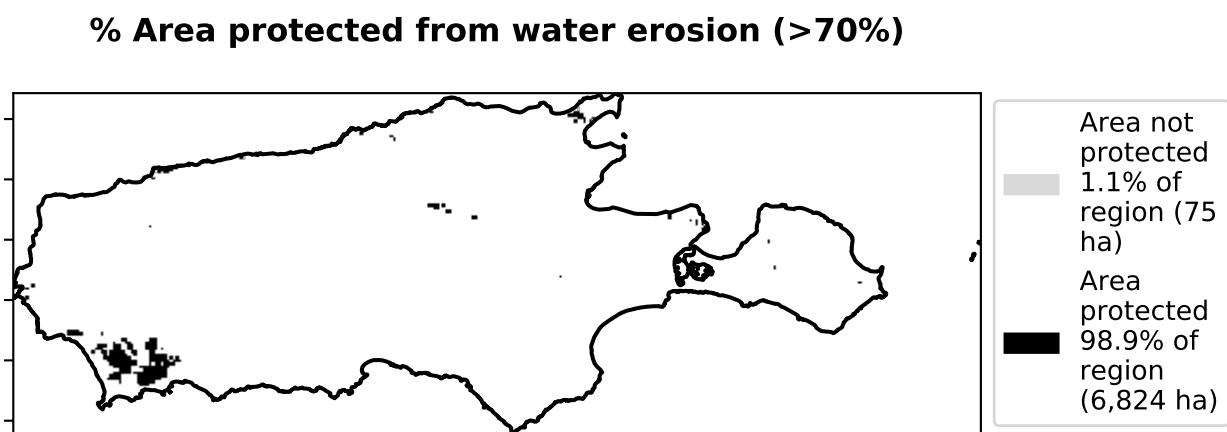 % Area protected from water erosion (>70%)
Area not
protected
1.1% of
region (75
ha)
Area
protected
98.9% of
region
(6,824 ha)